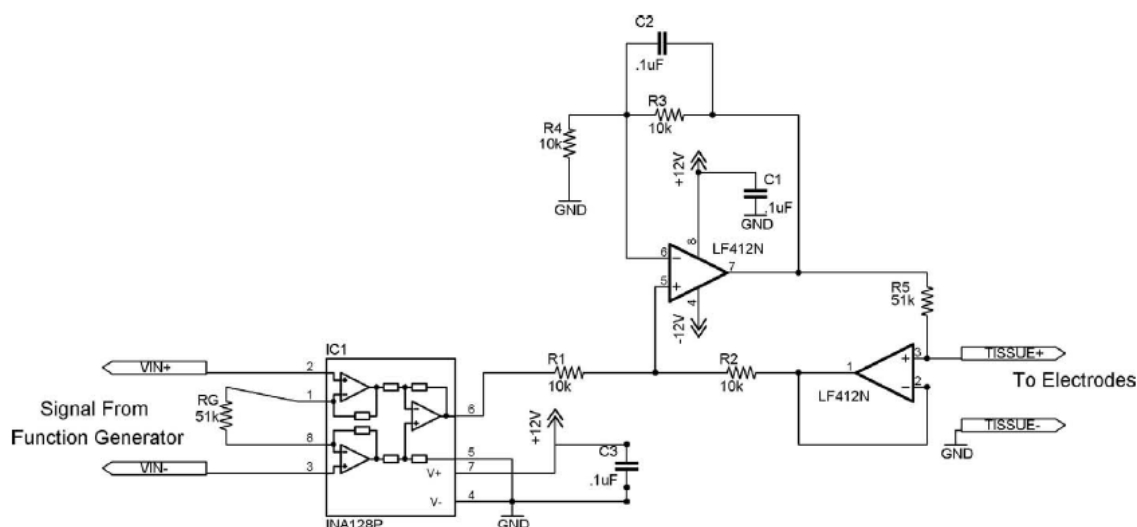 C2
.1uF
R3
10k
R4
10k
GND
+12V
C1
.1uF
GND
8
LF412N
6
7
5
4
-12V
R5
51k
IC1
VIN+
2
R1
10k
R2
10k
1
3
2
LF412N
TISSUE+
To Electrodes
Signal From
Function Generator
RG
51k
1
6
+12V
8
VIN-
3
V+
5
7
C3
.1uF
V-
4
GND
TISSUE-
GND
INA128P